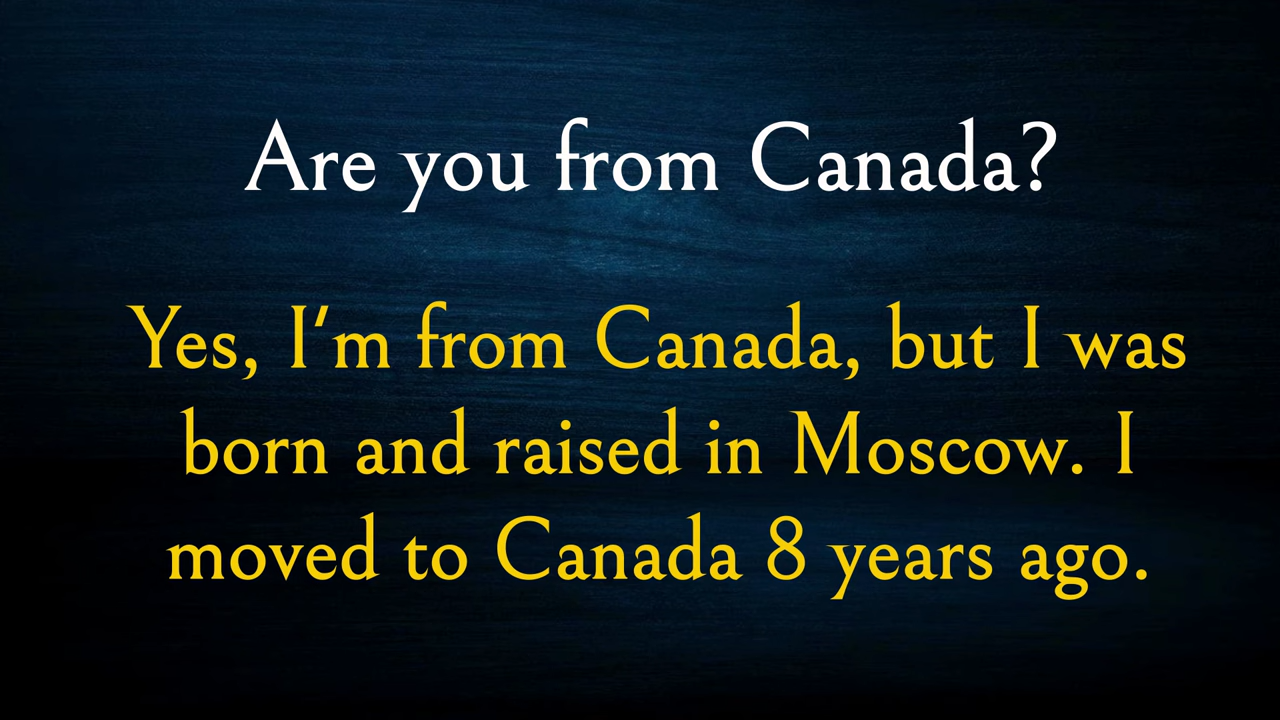 Are you from Canada?
Yes, I'm from Canada, but I was
born and raised in Moscow. I
moved to Canada 8 years ago.